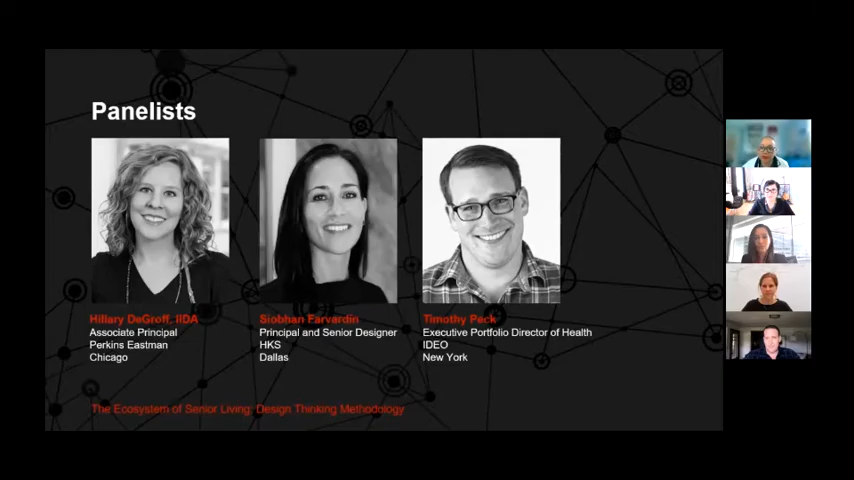 Panelists
Hillary DeGroff, IIDA
Associate Principal
Perkins Eastman
Chicago
Siobhan Farvardin
Principal and Senior Designer
HKS
Dallas
Timothy Peck
Executive Portfolio Director of Health
IDEO
New York
The Ecosystem of Senior Living: Design Thinking Methodology